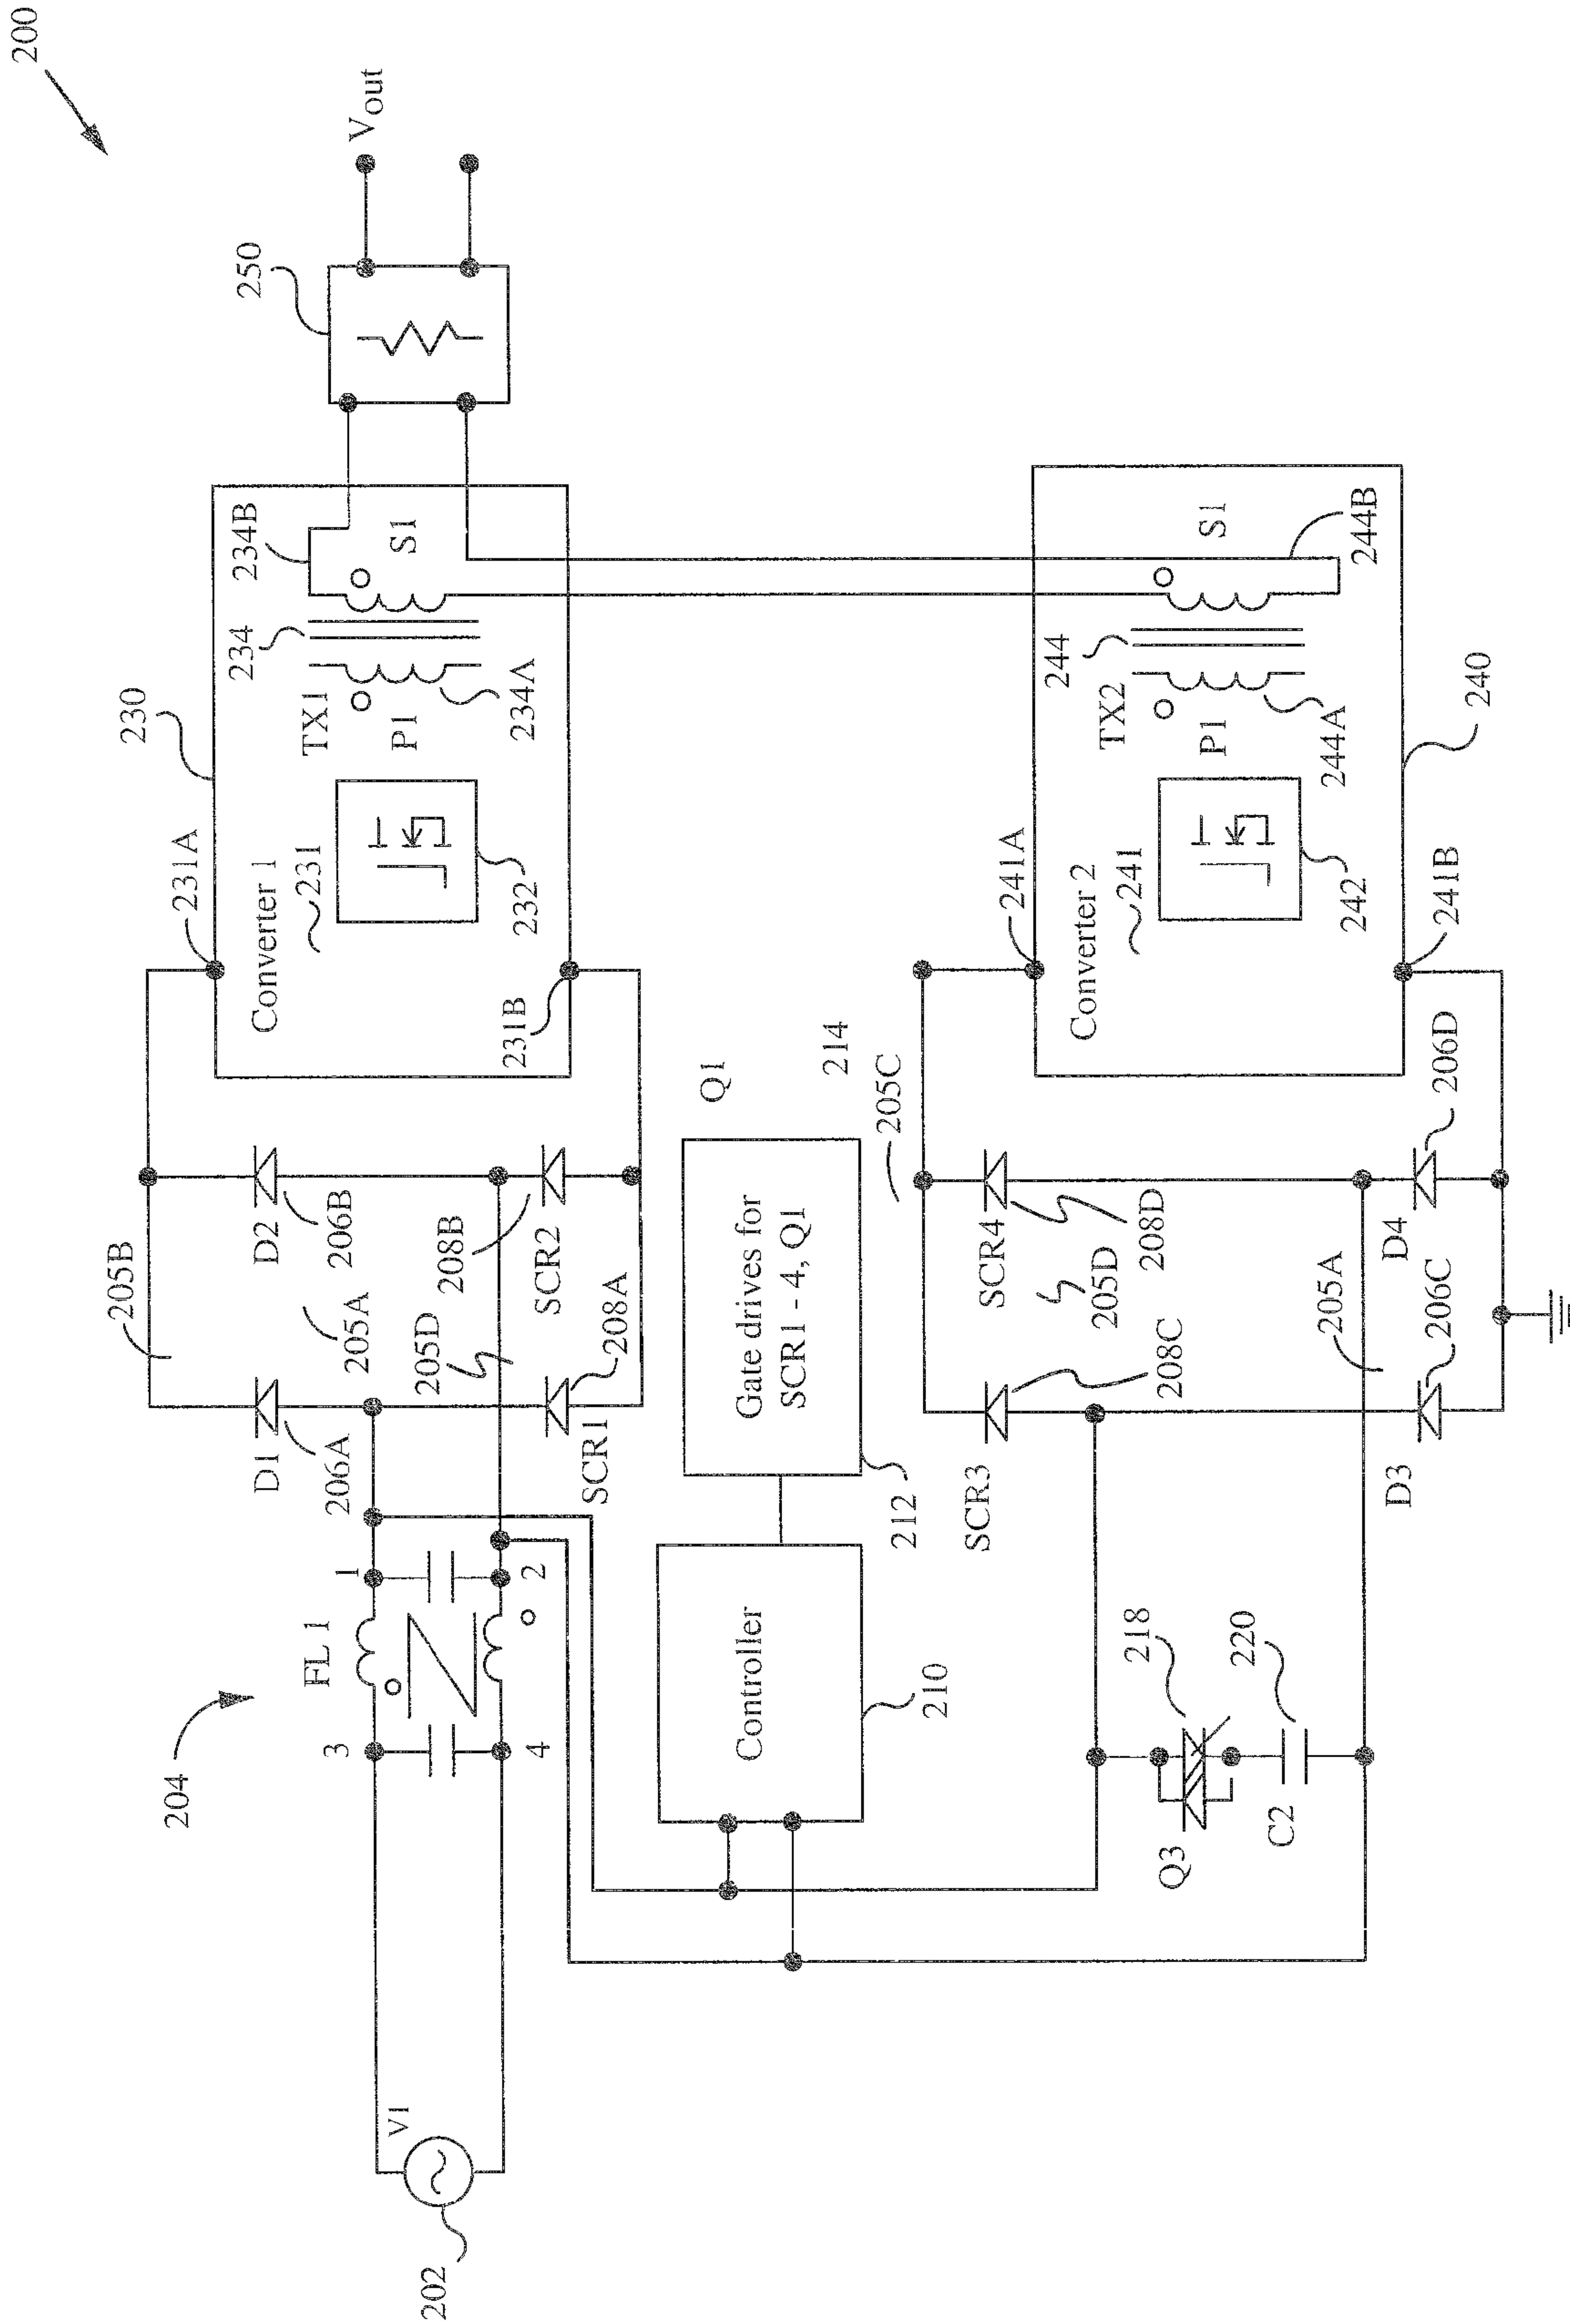 200
Vout
250
234B
S1
234
TX1
P1
234A
230
231A
Converter 1
231
232
231B
205B
D2
206B
205A
208B
SCR2
D1
206A
205D
208A
SCR1
204
FL 1
1
2
3
4
V1
202
Q1
Gate drives for
SCR1 - 4, Q1
212
214
Controller
210
205C
SCR4
208D
205D
SCR3
208C
205A
D4
206D
D3
206C
Q3
218
C2
220
241A
Converter 2
241
242
241B
TX2
P1
244
244A
S1
244B
240